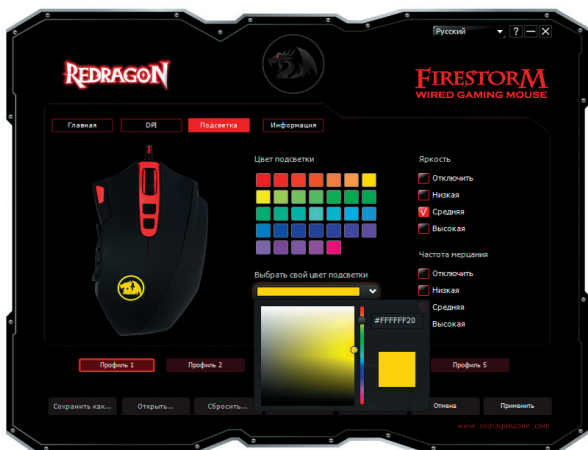 Русский ? — X
REDRAGON
FIRESTORM
WIRED GAMING MOUSE
Главная DPI Подсветка Информация
Цвет подсветки
Яркость
Отключить
Низкая
Средняя
Высокая
Частота мерцания
Выбрать свой цвет подсветки
Отключить
Низкая
Средняя
Высокая
#FFFFFF20
Профиль 1 Профиль 2 Профиль 5
Сохранить как... Открыть... Сбросить... Отмена Применить
www.redragonzone.com